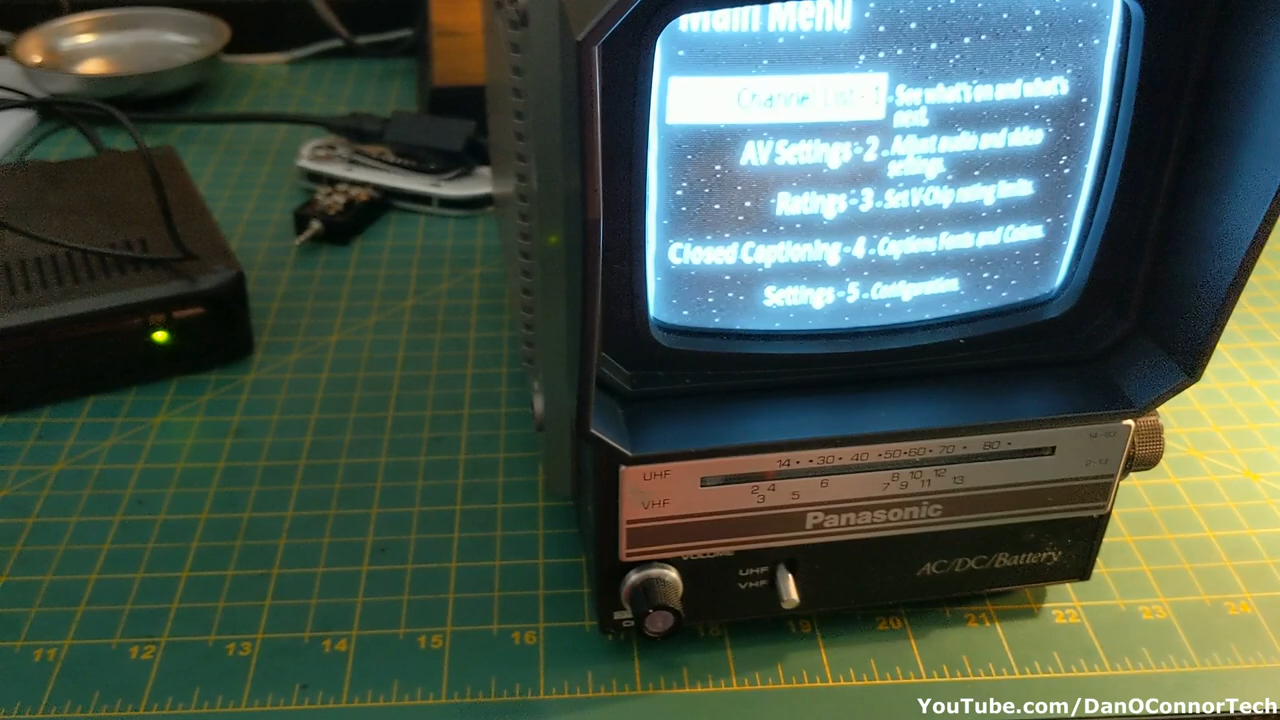 Main Menu
Channel List - 1 - See what's on and what's
next.
AV Settings - 2 - Adjust audio and video
settings.
Ratings - 3 - Set V-Chip rating limits.
Closed Captioning - 4 - Captions Fonts and Colors.
Settings - 5 - Configuration.
UHF 14 • • 30 • 40 • 50 • 60 • 70 • 80 • 14-83
VHF 2 3 4 5 6 7 8 9 10 11 12 13 2-13
Panasonic
VOLUME
UHF
VHF
AC/DC/Battery
11 12 13 14 15 16 18 19 20 21 22 23 24
YouTube.com/DanOConnorTech